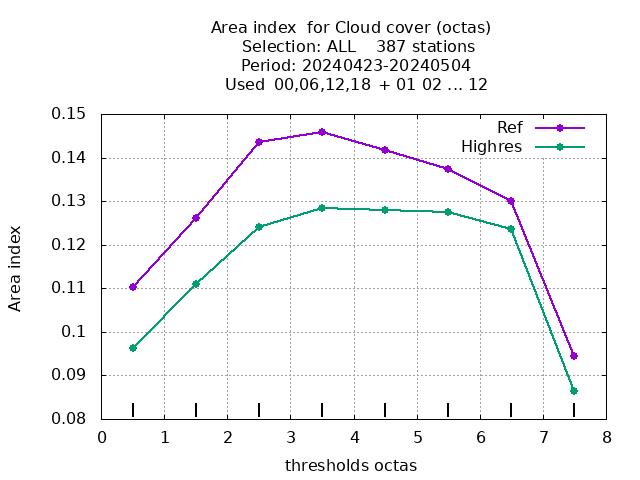 Area index  for Cloud cover (octas)
Selection: ALL    387 stations
Period: 20240423-20240504
Used  00,06,12,18  + 01 02 ... 12
Ref
Highres
0.15
0.14
0.13
0.12
0.11
0.1
0.09
0.08
Area index
0 1 2 3 4 5 6 7 8
thresholds octas